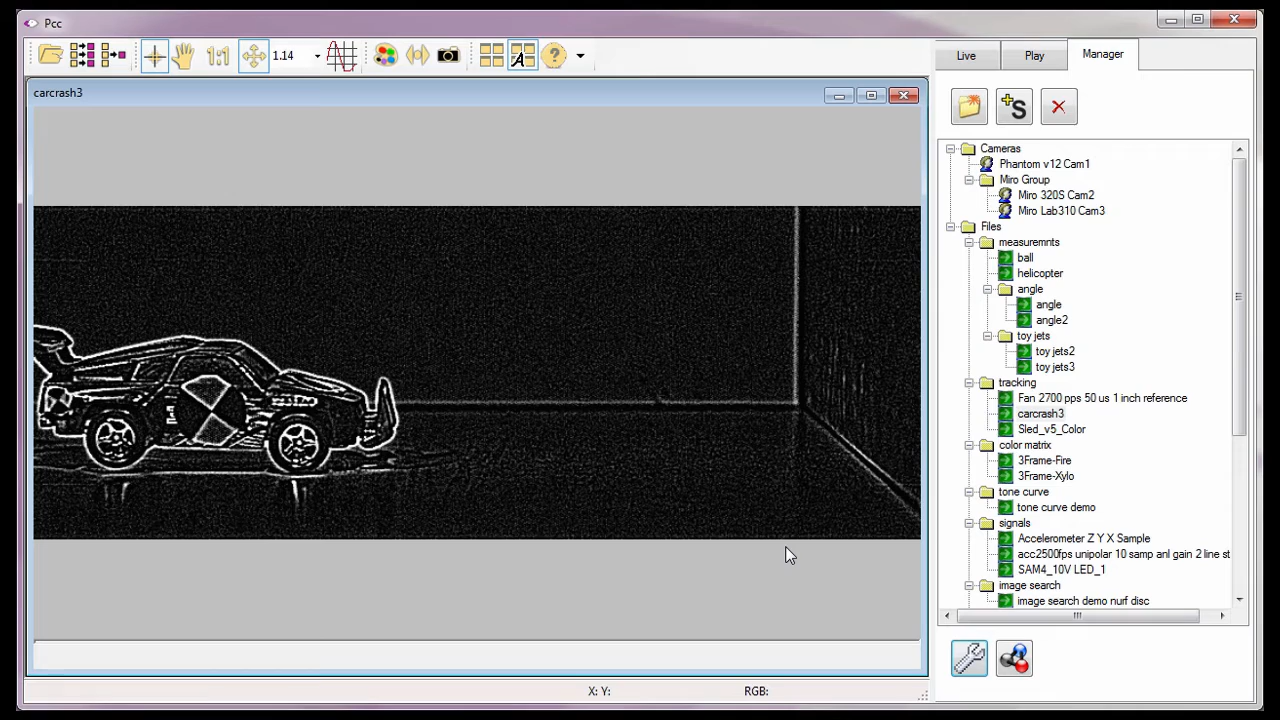 Pcc
1:1
1.14
A
?
Live
Play
Manager
carcrash3
+S
Cameras
Phantom v12 Cam1
Miro Group
Miro 320S Cam2
Miro Lab310 Cam3
Files
measuremnts
ball
helicopter
angle
angle
angle2
toy jets
toy jets2
toy jets3
tracking
Fan 2700 pps 50 us 1 inch reference
carcrash3
Sled_v5_Color
color matrix
3Frame-Fire
3Frame-Xylo
tone curve
tone curve demo
signals
Accelerometer Z Y X Sample
acc2500fps unipolar 10 samp anl gain 2 line st
SAM4_10V LED_1
image search
image search demo nurf disc
X: Y:
RGB: